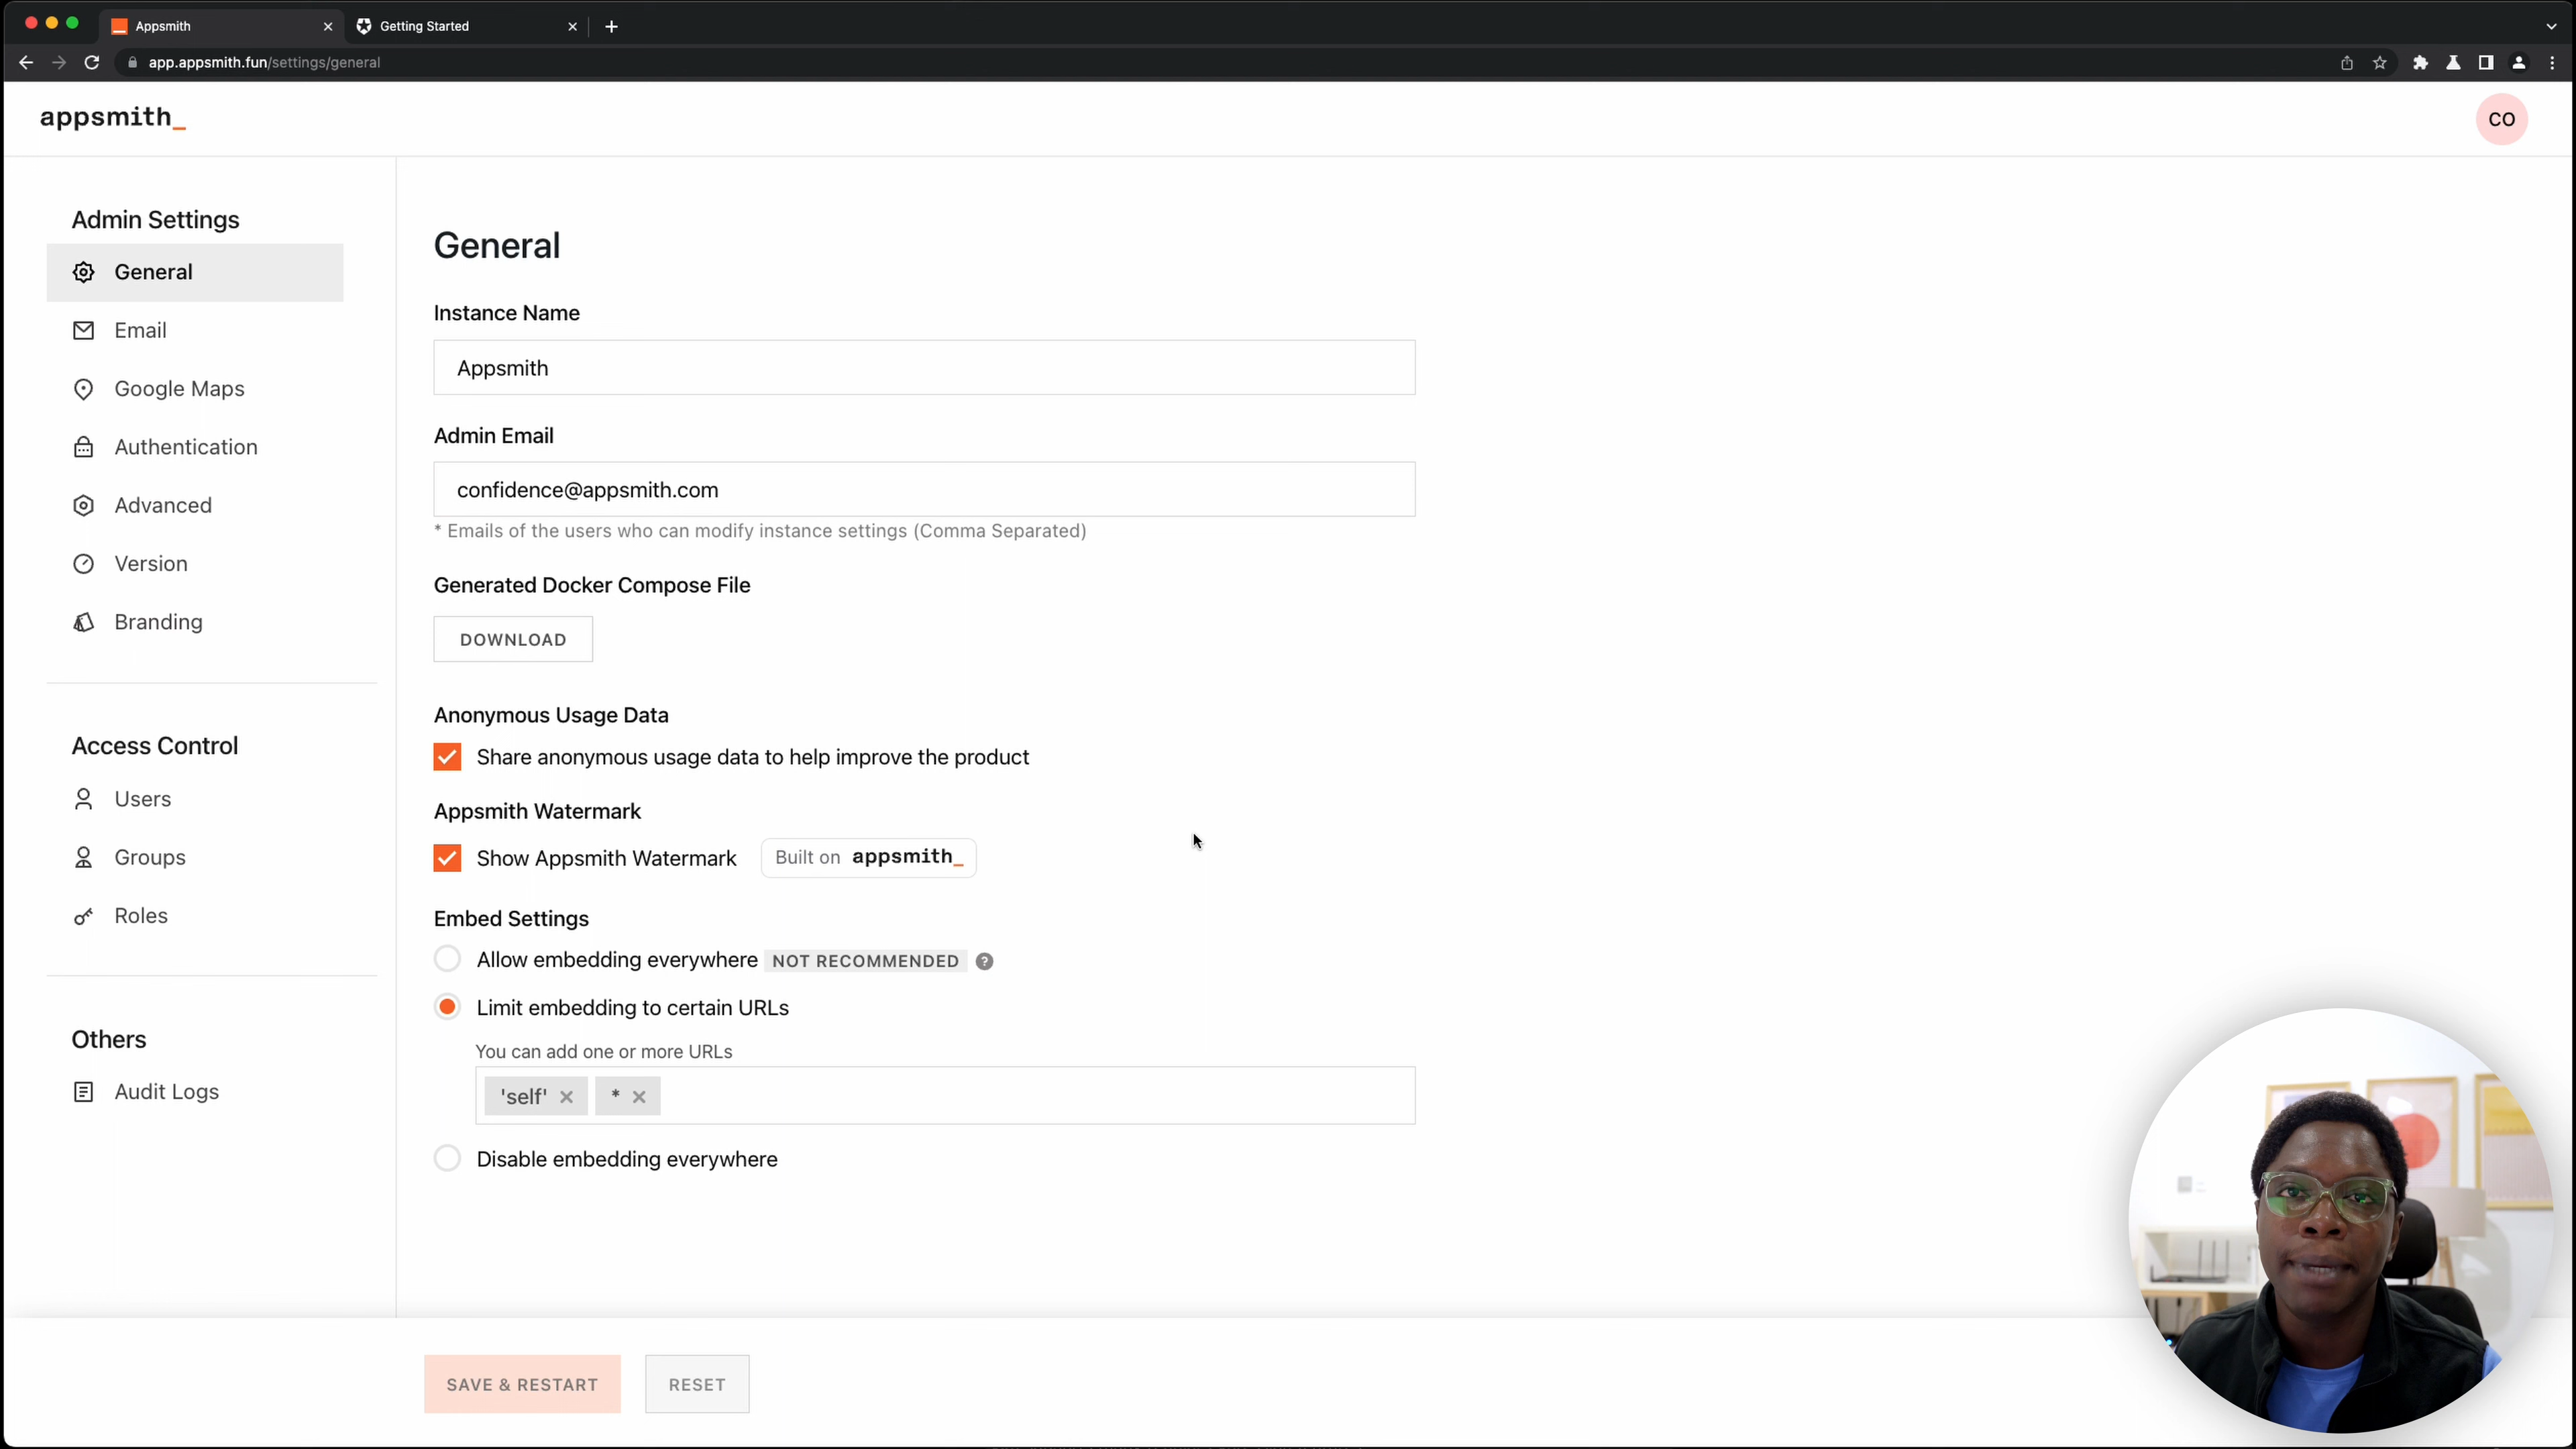 Appsmith
Getting Started
app.appsmith.fun/settings/general
appsmith_
CO
Admin Settings
General
Email
Google Maps
Authentication
Advanced
Version
Branding
Access Control
Users
Groups
Roles
Others
Audit Logs
General
Instance Name
Appsmith
Admin Email
confidence@appsmith.com
* Emails of the users who can modify instance settings (Comma Separated)
Generated Docker Compose File
DOWNLOAD
Anonymous Usage Data
Share anonymous usage data to help improve the product
Appsmith Watermark
Show Appsmith Watermark Built on appsmith_
Embed Settings
Allow embedding everywhere NOT RECOMMENDED ?
Limit embedding to certain URLs
You can add one or more URLs
'self' *
Disable embedding everywhere
SAVE & RESTART RESET